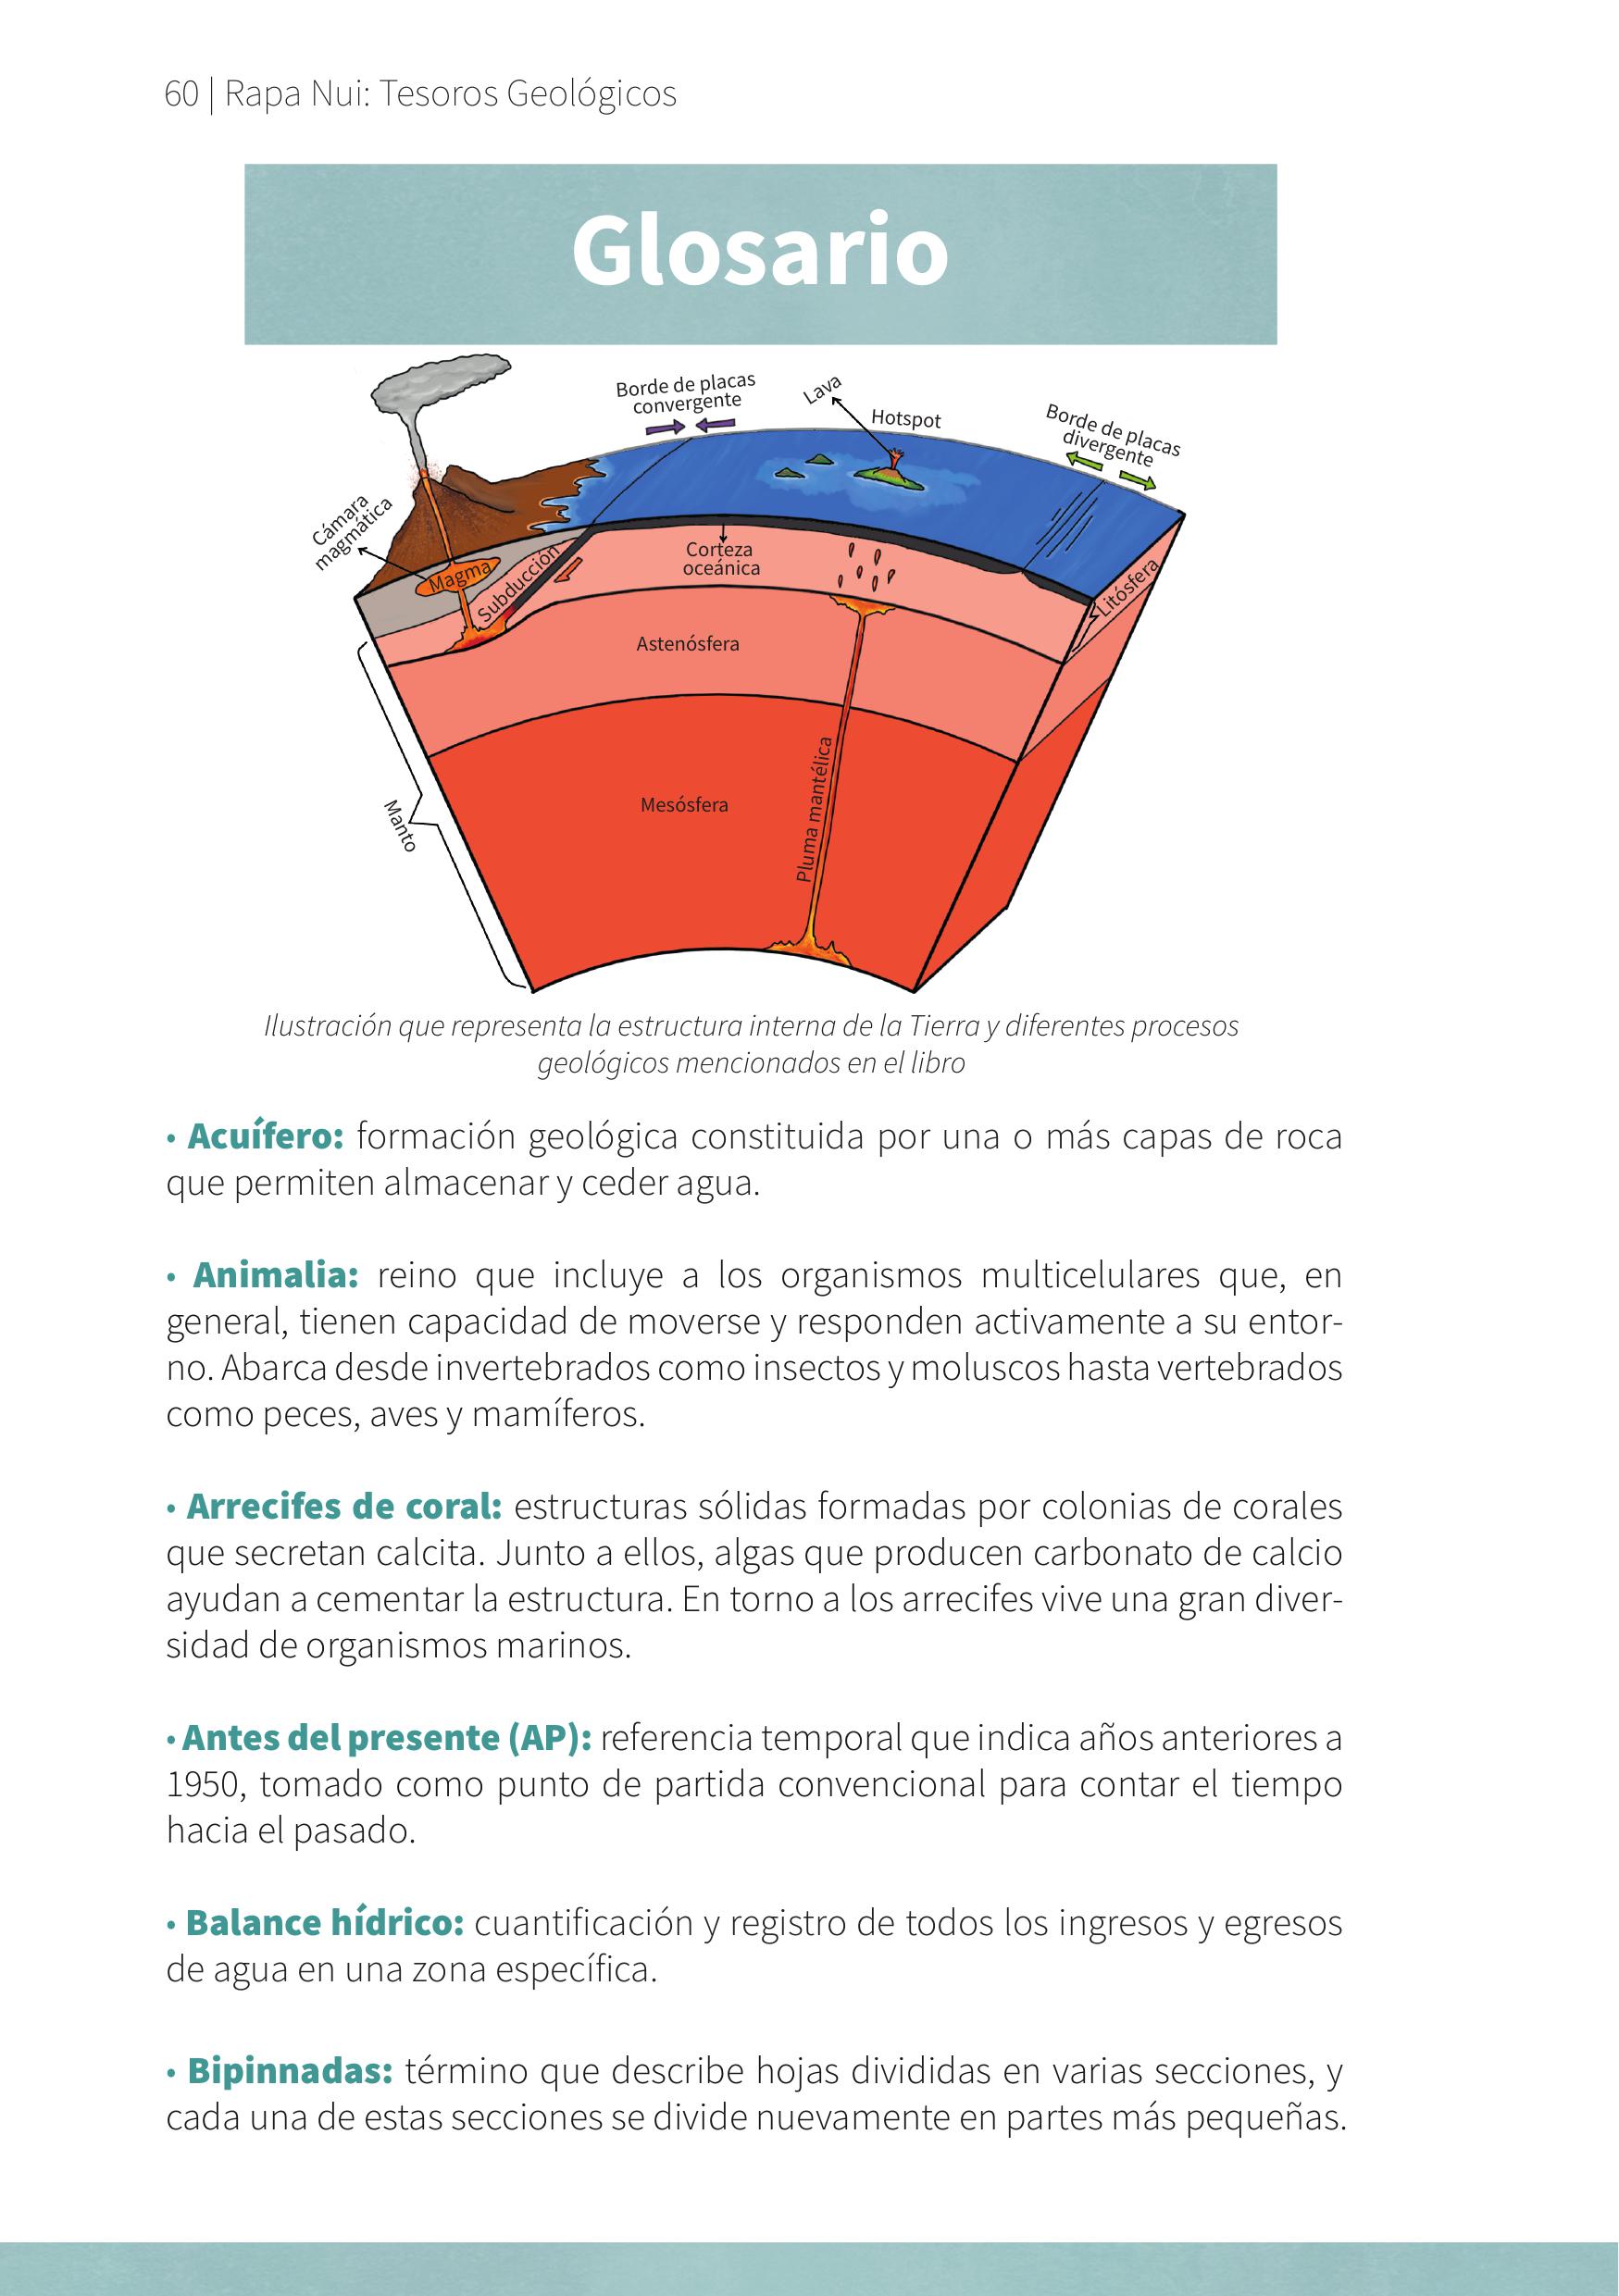 60 | Rapa Nui: Tesoros Geológicos
Glosario
Borde de placas
convergente
Lava
Hotspot
Borde de placas
divergente
Cámara
magmática
Magma
Subducción
Corteza
oceánica
Litósfera
Astenósfera
Manto
Mesósfera
Pluma mantélica
Ilustración que representa la estructura interna de la Tierra y diferentes procesos
geológicos mencionados en el libro
• Acuífero: formación geológica constituida por una o más capas de roca
que permiten almacenar y ceder agua.
• Animalia: reino que incluye a los organismos multicelulares que, en
general, tienen capacidad de moverse y responden activamente a su entor-
no. Abarca desde invertebrados como insectos y moluscos hasta vertebrados
como peces, aves y mamíferos.
• Arrecifes de coral: estructuras sólidas formadas por colonias de corales
que secretan calcita. Junto a ellos, algas que producen carbonato de calcio
ayudan a cementar la estructura. En torno a los arrecifes vive una gran diver-
sidad de organismos marinos.
• Antes del presente (AP): referencia temporal que indica años anteriores a
1950, tomado como punto de partida convencional para contar el tiempo
hacia el pasado.
• Balance hídrico: cuantificación y registro de todos los ingresos y egresos
de agua en una zona específica.
• Bipinnadas: término que describe hojas divididas en varias secciones, y
cada una de estas secciones se divide nuevamente en partes más pequeñas.